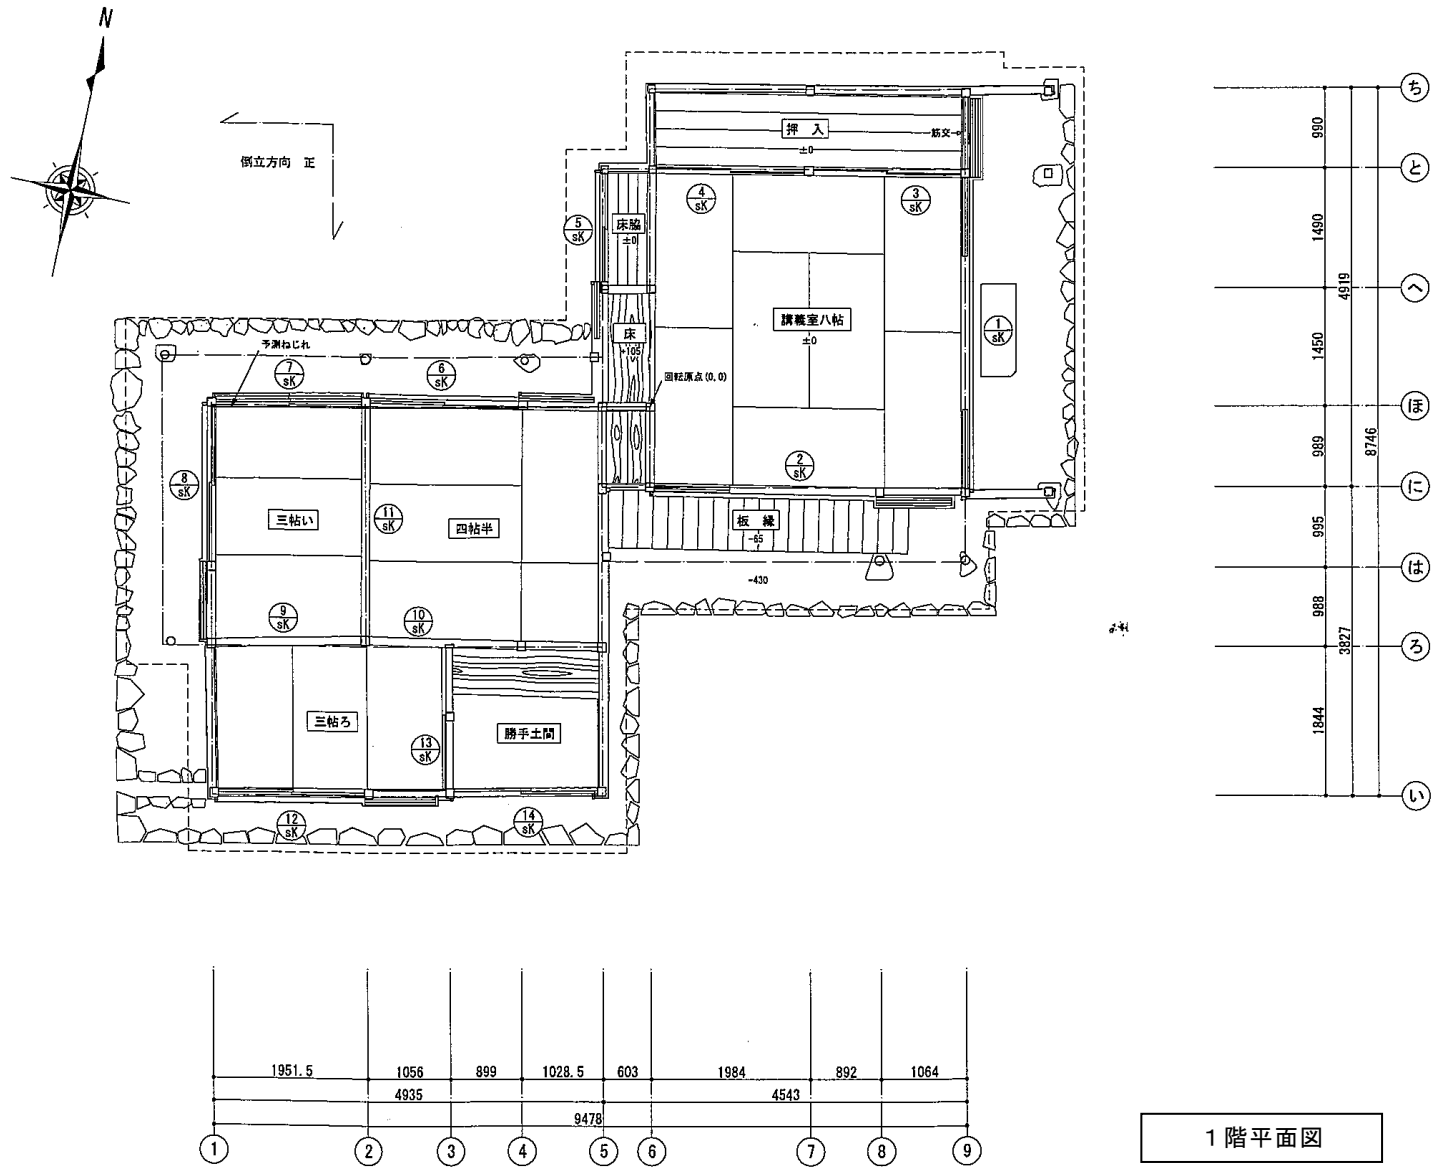 N
倒立方向 正
押 入
±0
筋交
ち
990
と
4
sK
3
sK
5
sK
床脇
±0
1490
へ
4919
床
+105
講義室八帖
±0
1
sK
1450
予測ねじれ
7
sK
6
sK
回転原点(0,0)
ほ
8746
989
2
sK
8
sK
に
三帖い
11
sK
四帖半
板 縁
-65
995
-430
は
9
sK
10
sK
988
3827
ろ
三帖ろ
13
sK
勝手土間
1844
い
12
sK
14
sK
1951.5 1056 899 1028.5 603 1984 892 1064
4935 4543
9478
1 2 3 4 5 6 7 8 9
1階平面図